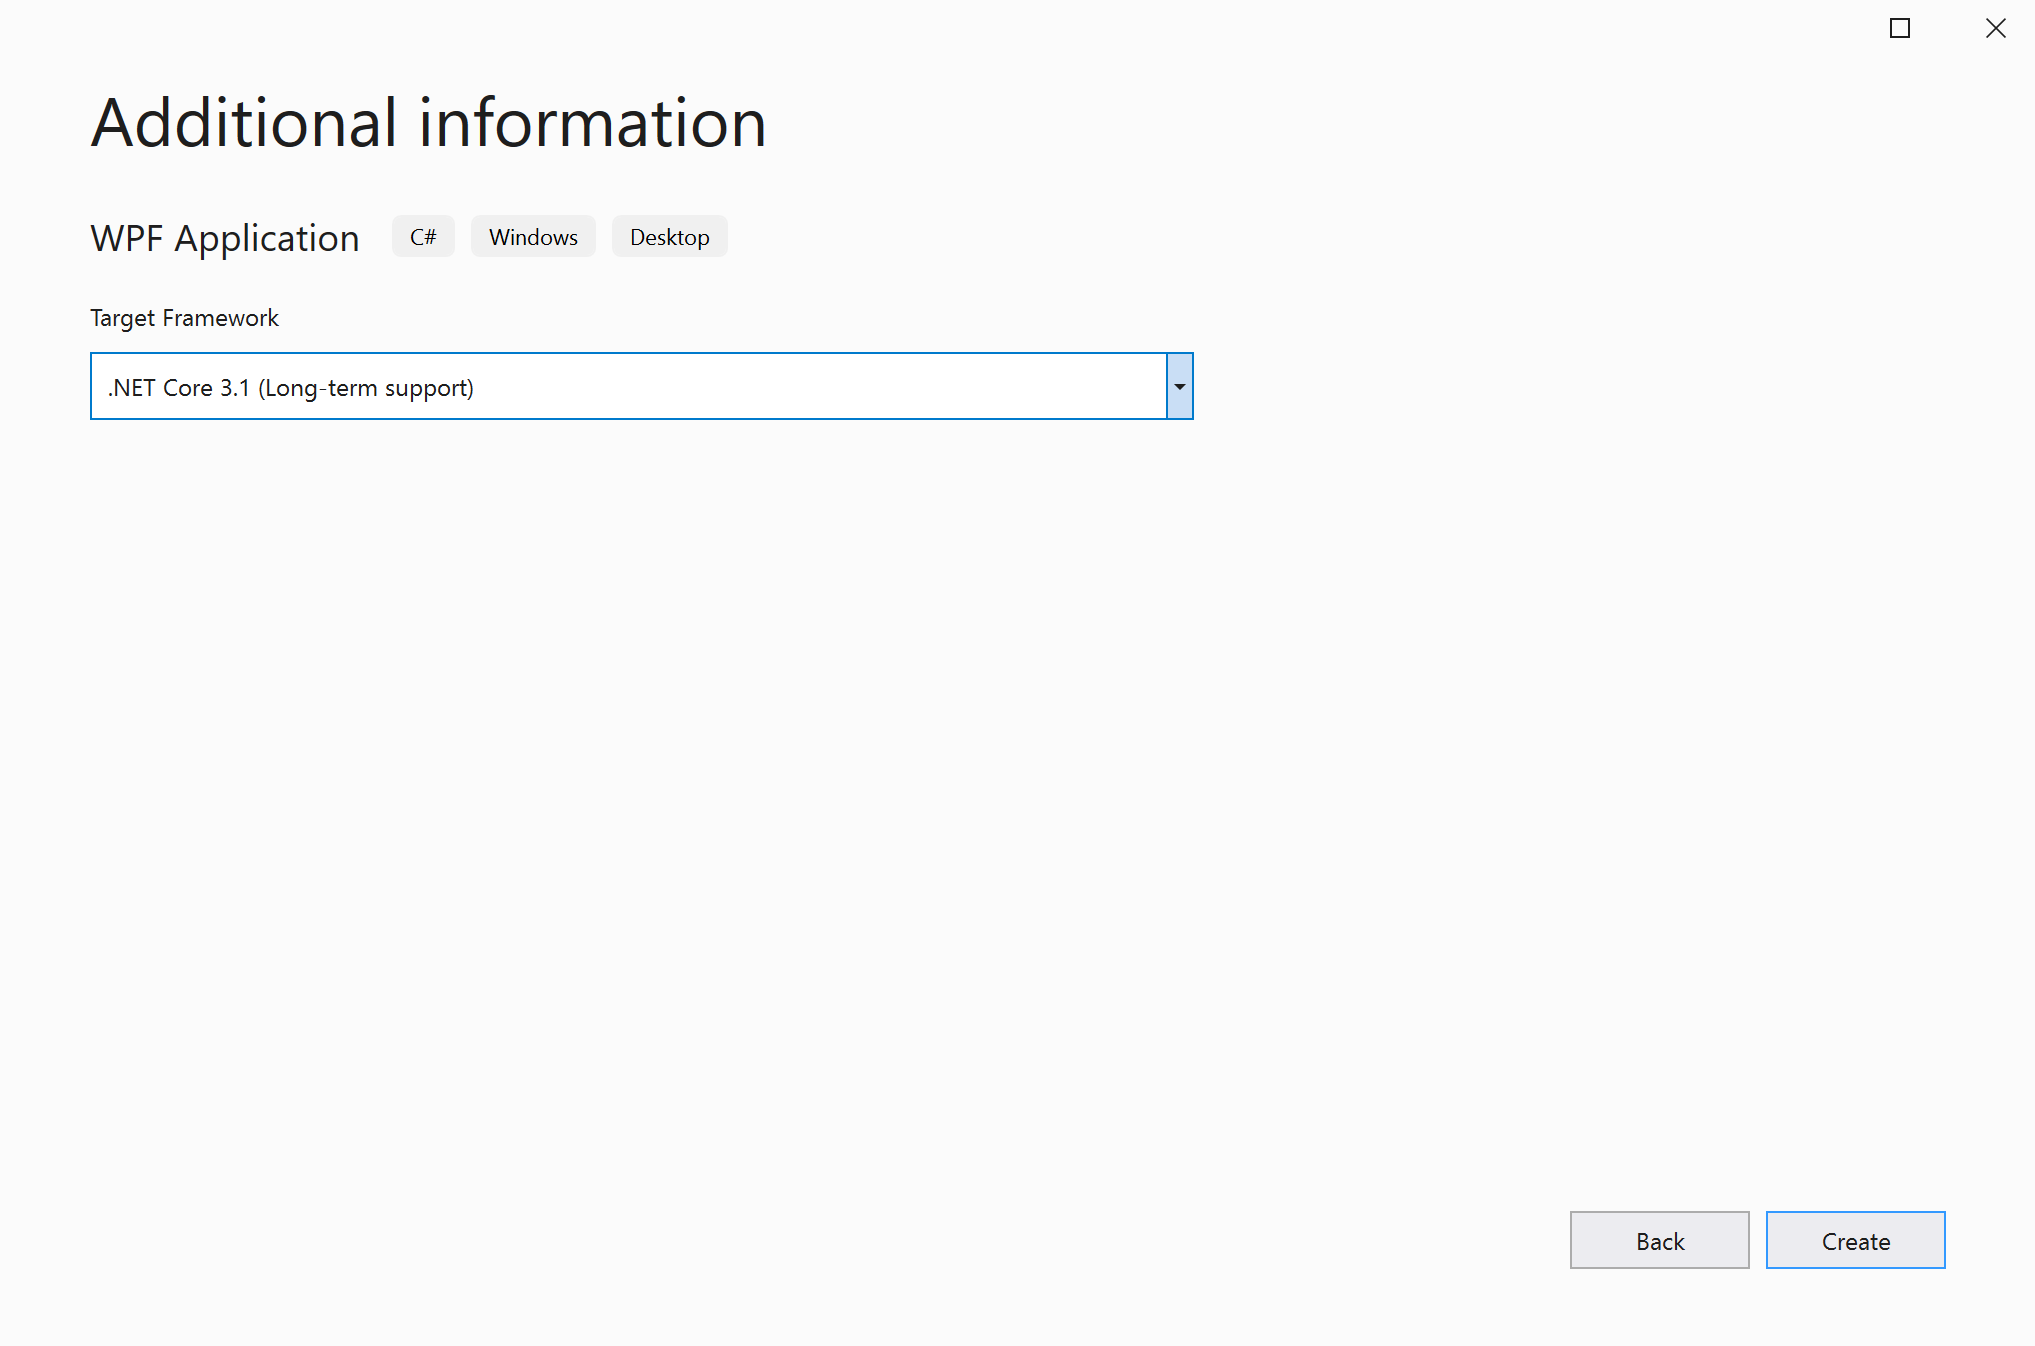 Additional information
WPF Application C# Windows Desktop
Target Framework
.NET Core 3.1 (Long-term support)
Back Create